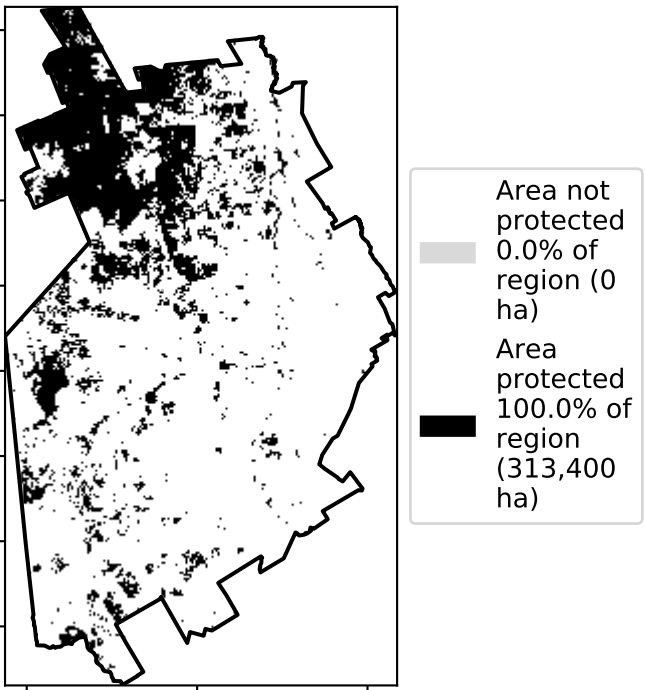 Area not
protected
0.0% of
region (0
ha)
Area
protected
100.0% of
region
(313,400
ha)